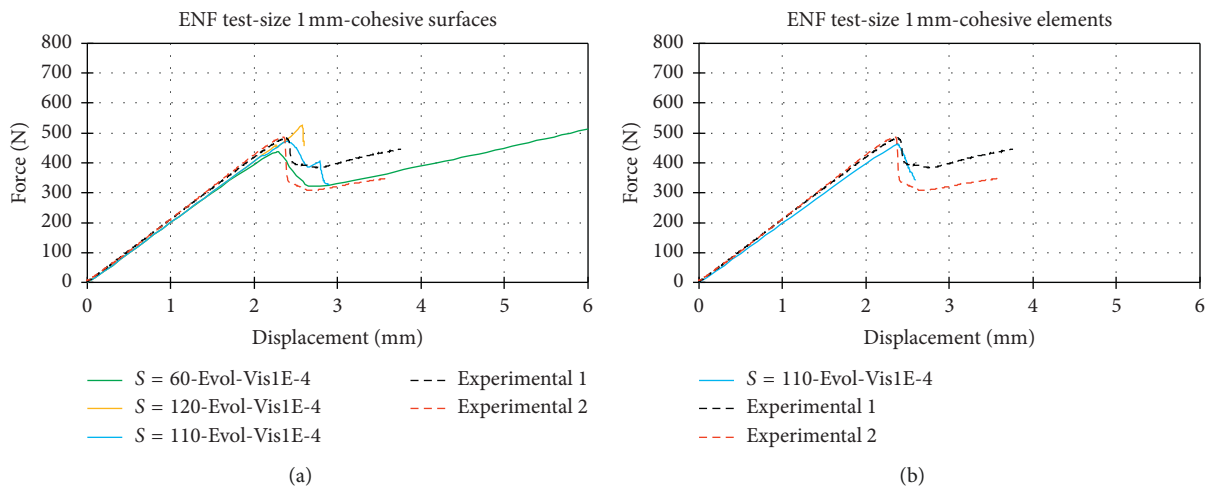 ENF test-size 1 mm-cohesive surfaces
800
700
600
500
400
300
200
100
0
Force (N)
0 1 2 3 4 5 6
Displacement (mm)
S = 60-Evol-Vis1E-4
S = 120-Evol-Vis1E-4
S = 110-Evol-Vis1E-4
Experimental 1
Experimental 2
(a)
ENF test-size 1 mm-cohesive elements
800
700
600
500
400
300
200
100
0
Force (N)
0 1 2 3 4 5 6
Displacement (mm)
S = 110-Evol-Vis1E-4
Experimental 1
Experimental 2
(b)